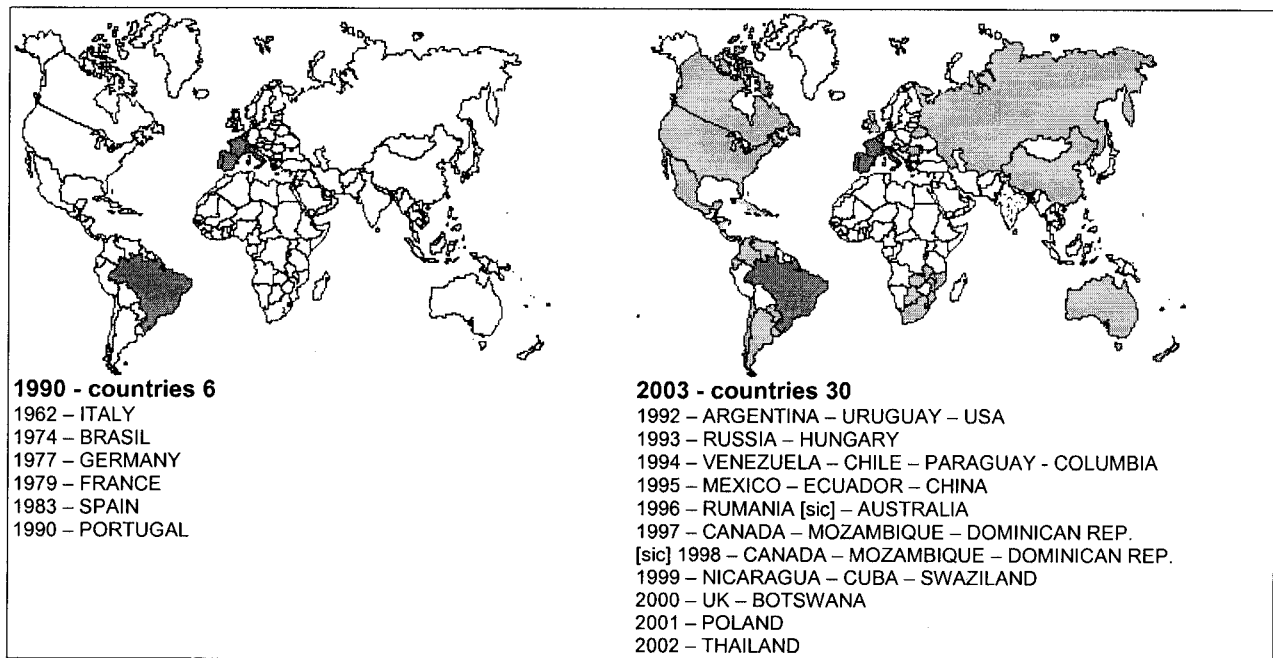 1990 - countries 6
1962 – ITALY
1974 – BRASIL
1977 – GERMANY
1979 – FRANCE
1983 – SPAIN
1990 – PORTUGAL
2003 - countries 30
1992 – ARGENTINA – URUGUAY – USA
1993 – RUSSIA – HUNGARY
1994 – VENEZUELA – CHILE – PARAGUAY - COLUMBIA
1995 – MEXICO – ECUADOR – CHINA
1996 – RUMANIA [sic] – AUSTRALIA
1997 – CANADA – MOZAMBIQUE – DOMINICAN REP.
[sic] 1998 – CANADA – MOZAMBIQUE – DOMINICAN REP.
1999 – NICARAGUA – CUBA – SWAZILAND
2000 – UK – BOTSWANA
2001 – POLAND
2002 – THAILAND